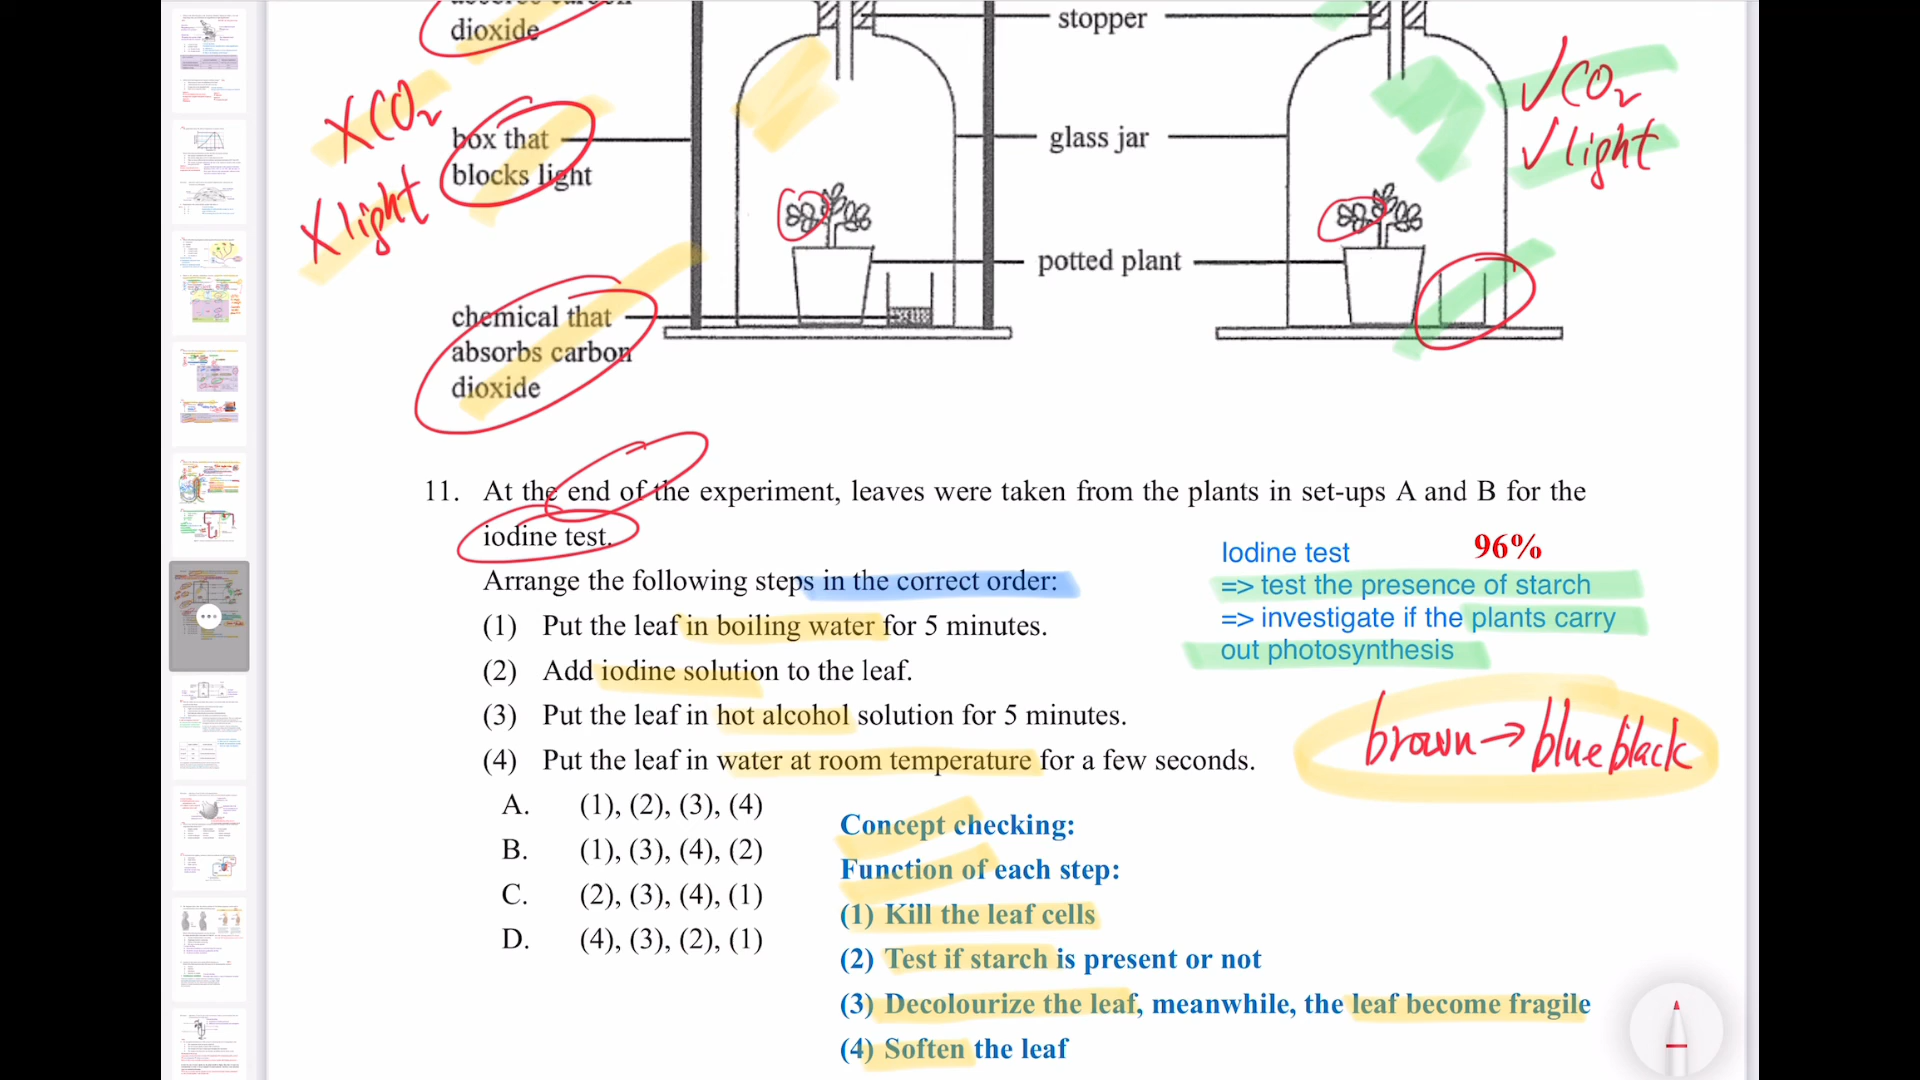 dioxide
stopper
XCO₂
✓CO₂
box that
blocks light
glass jar
✓light
Xlight
potted plant
chemical that
absorbs carbon
dioxide
11. At the end of the experiment, leaves were taken from the plants in set-ups A and B for the
iodine test.
Iodine test 96%
=> test the presence of starch
=> investigate if the plants carry
out photosynthesis
Arrange the following steps in the correct order:
(1) Put the leaf in boiling water for 5 minutes.
(2) Add iodine solution to the leaf.
(3) Put the leaf in hot alcohol solution for 5 minutes.
(4) Put the leaf in water at room temperature for a few seconds.
brown→blue black
A. (1), (2), (3), (4)
B. (1), (3), (4), (2)
C. (2), (3), (4), (1)
D. (4), (3), (2), (1)
Concept checking:
Function of each step:
(1) Kill the leaf cells
(2) Test if starch is present or not
(3) Decolourize the leaf, meanwhile, the leaf become fragile
(4) Soften the leaf